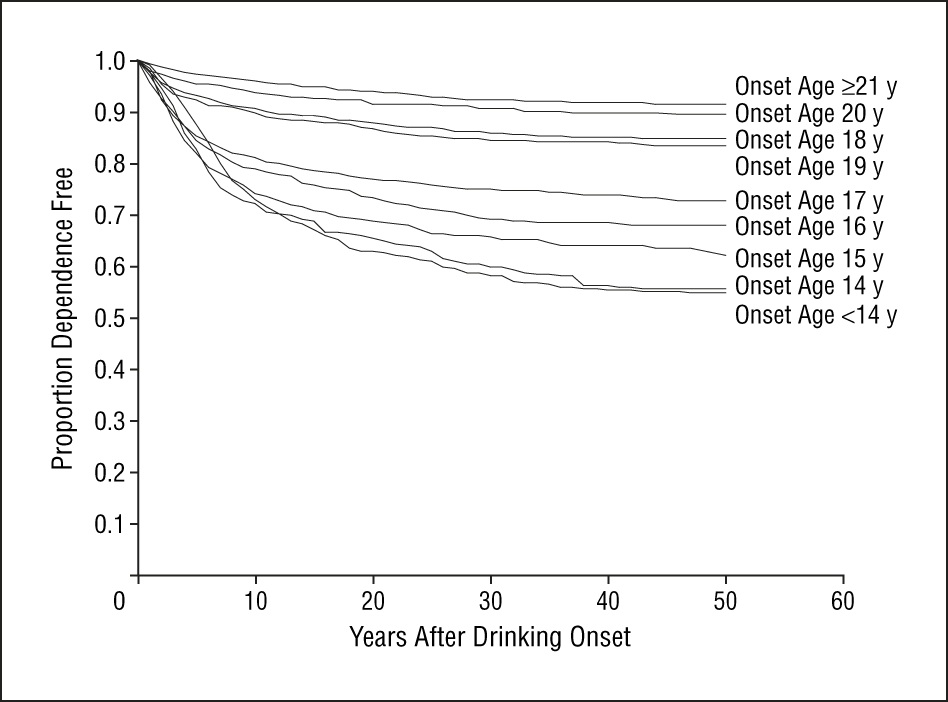 1.0
0.9
0.8
0.7
0.6
0.5
0.4
0.3
0.2
0.1
Proportion Dependence Free
Onset Age ≥21 y
Onset Age 20 y
Onset Age 18 y
Onset Age 19 y
Onset Age 17 y
Onset Age 16 y
Onset Age 15 y
Onset Age 14 y
Onset Age <14 y
0 10 20 30 40 50 60
Years After Drinking Onset